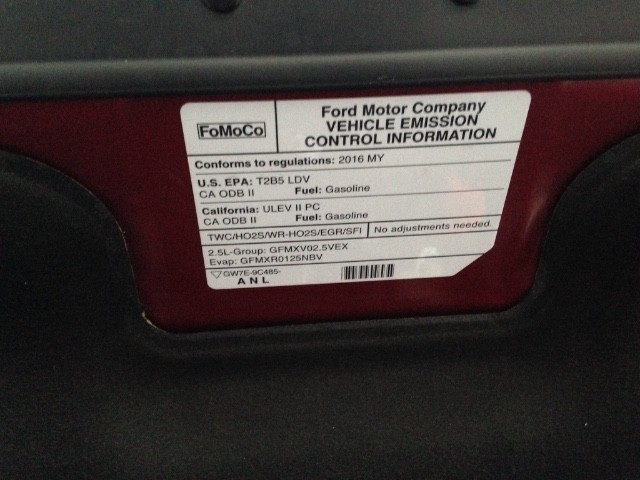 FoMoCo
Ford Motor Company
VEHICLE EMISSION
CONTROL INFORMATION
Conforms to regulations: 2016 MY
U.S. EPA: T2B5 LDV
CA ODB II Fuel: Gasoline
California: ULEV II PC
CA ODB II Fuel: Gasoline
TWC/HO2S/WR-HO2S/EGR/SFI No adjustments needed.
2.5L-Group: GFMXV02.5VEX
Evap: GFMXR0125NBV
GW7E-9C485-
ANL